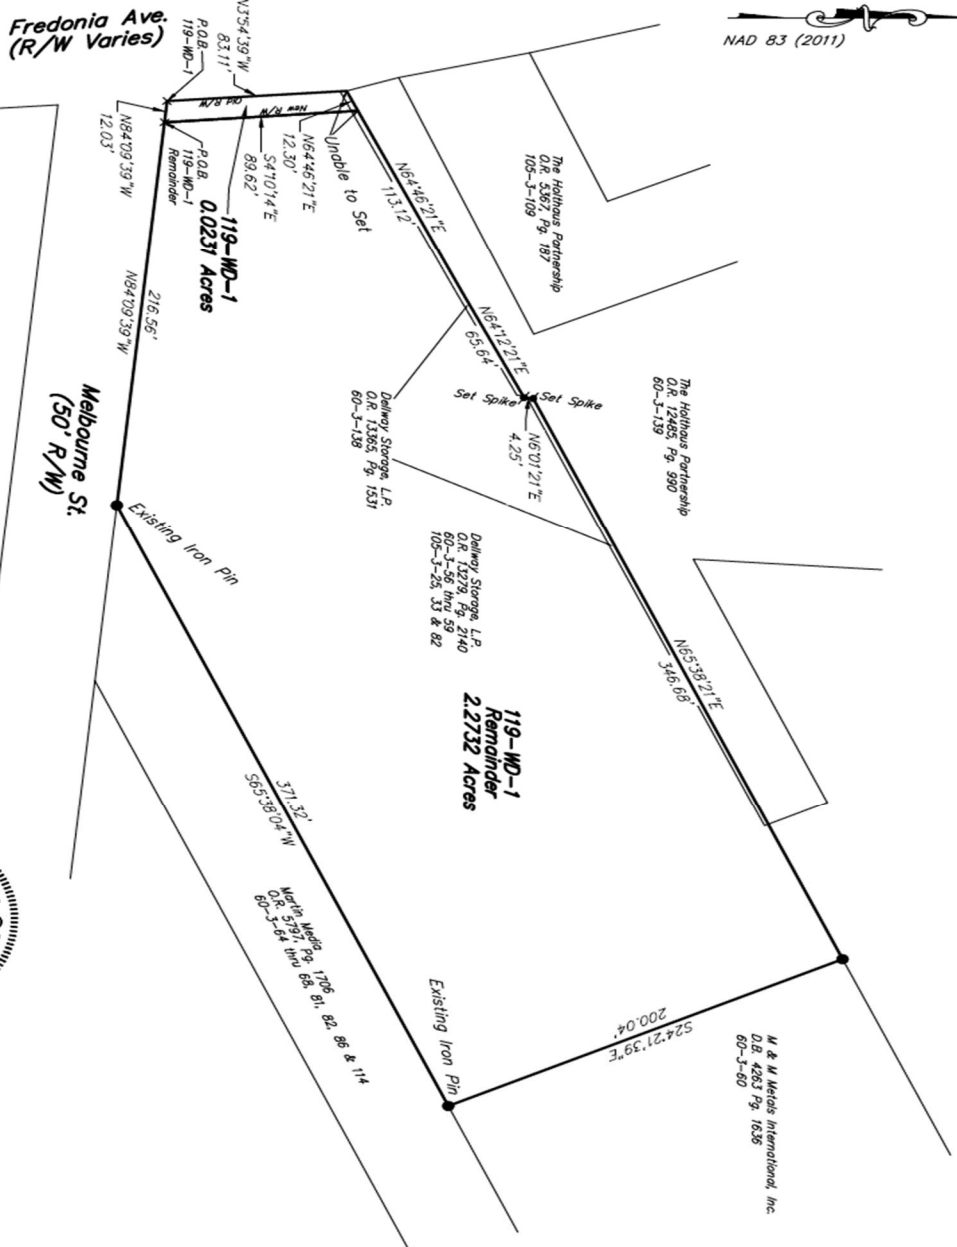 Fredonia Ave.
(R/W Varies)
NAD 83 (2011)
N3°54'39"W
83.11'
P.O.B.
119-WD-1
Old R/W
New R/W
N84°09'39"W
12.03'
P.O.B.
119-WD-1
Remainder
S4°10'14"E
89.62'
N64°46'21"E
12.30'
Unable to Set
119-WD-1
0.0231 Acres
N64°46'21"E
113.12'
The Holthaus Partnership
O.R. 5367, Pg. 187
105-3-109
216.56'
N84°09'39"W
N64°12'21"E
65.64'
Set Spike
Set Spike
N6°01'21"E
4.25'
The Holthaus Partnership
O.R. 12485, Pg. 990
60-3-139
Melbourne St.
(50' R/W)
Dellway Storage, L.P.
O.R. 13365, Pg. 1531
60-3-138
Existing Iron Pin
Dellway Storage, L.P.
O.R. 13279, Pg. 2140
60-3-56 thru 59
105-3-25, 33 & 82
N65°38'21"E
346.68'
119-WD-1
Remainder
2.2732 Acres
371.32'
S65°38'04"W
Martin Media
O.R. 5797, Pg. 1706
60-3-64 thru 68, 81, 82, 86 & 114
Existing Iron Pin
S24°21'39"E
200.04'
M & M Metals International, Inc.
D.B. 4263 Pg. 1636
60-3-60